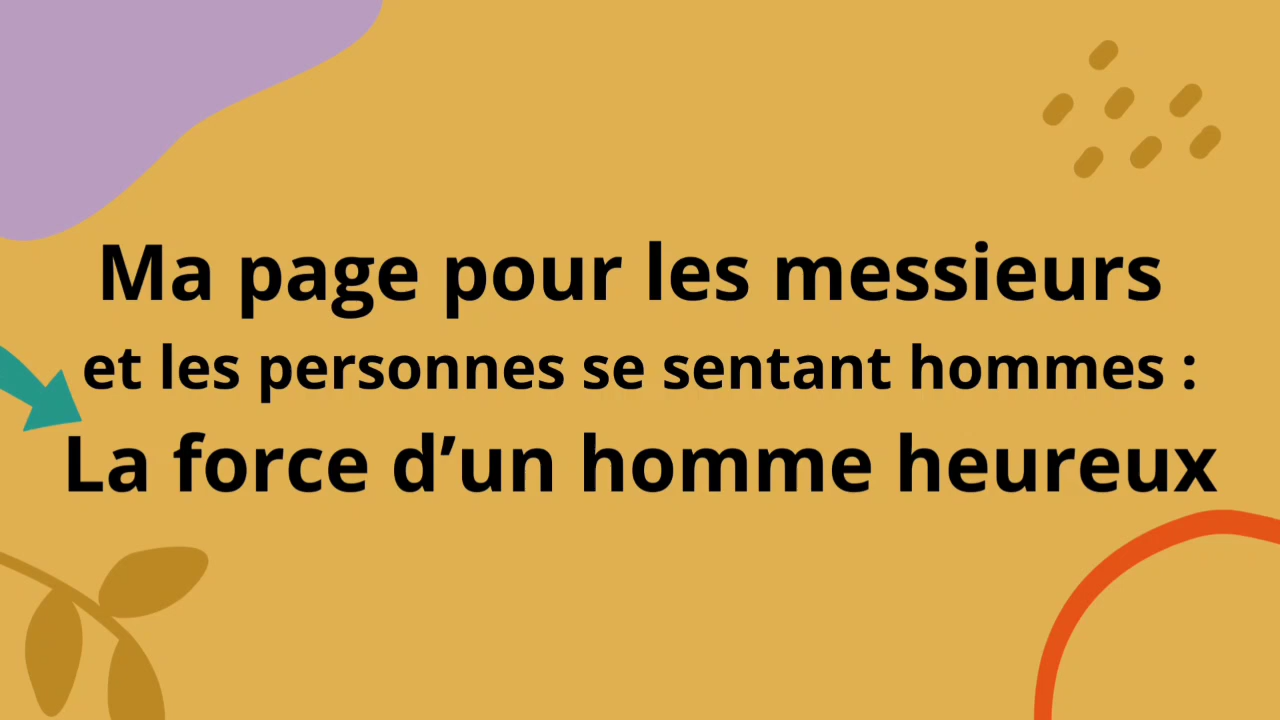 Ma page pour les messieurs
et les personnes se sentant hommes :
La force d’un homme heureux